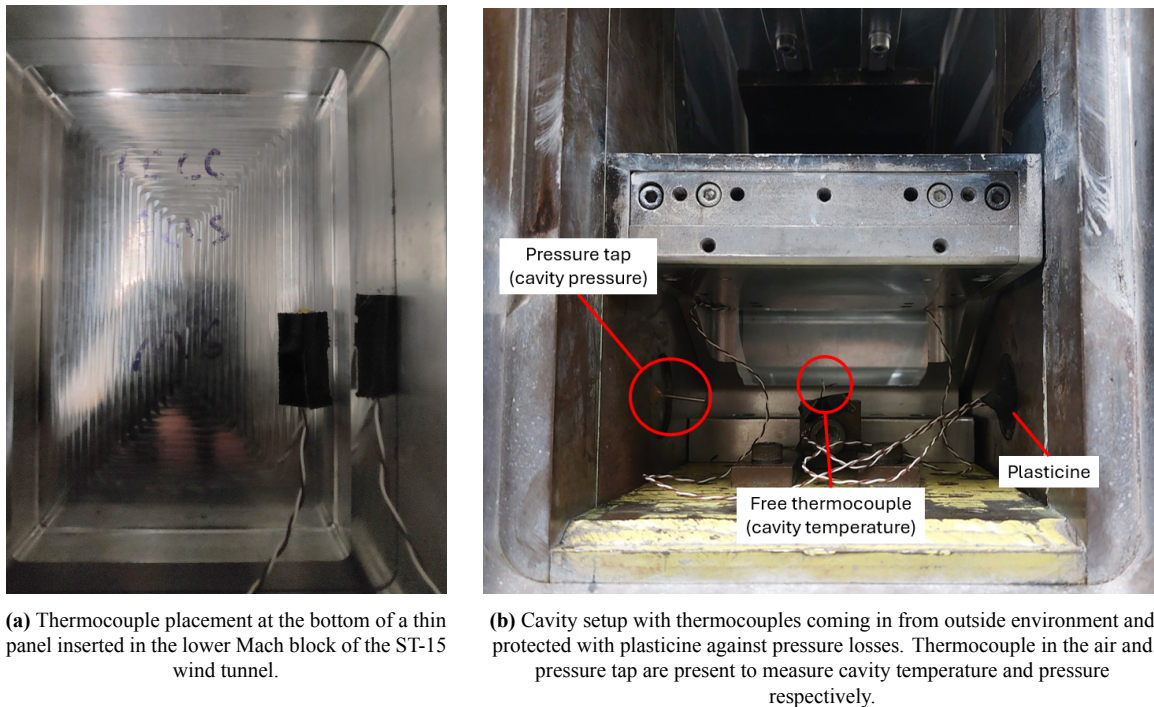 Pressure tap
(cavity pressure)
Free thermocouple
(cavity temperature)
Plasticine
(a) Thermocouple placement at the bottom of a thin
panel inserted in the lower Mach block of the ST-15
wind tunnel.
(b) Cavity setup with thermocouples coming in from outside environment and
protected with plasticine against pressure losses. Thermocouple in the air and
pressure tap are present to measure cavity temperature and pressure
respectively.